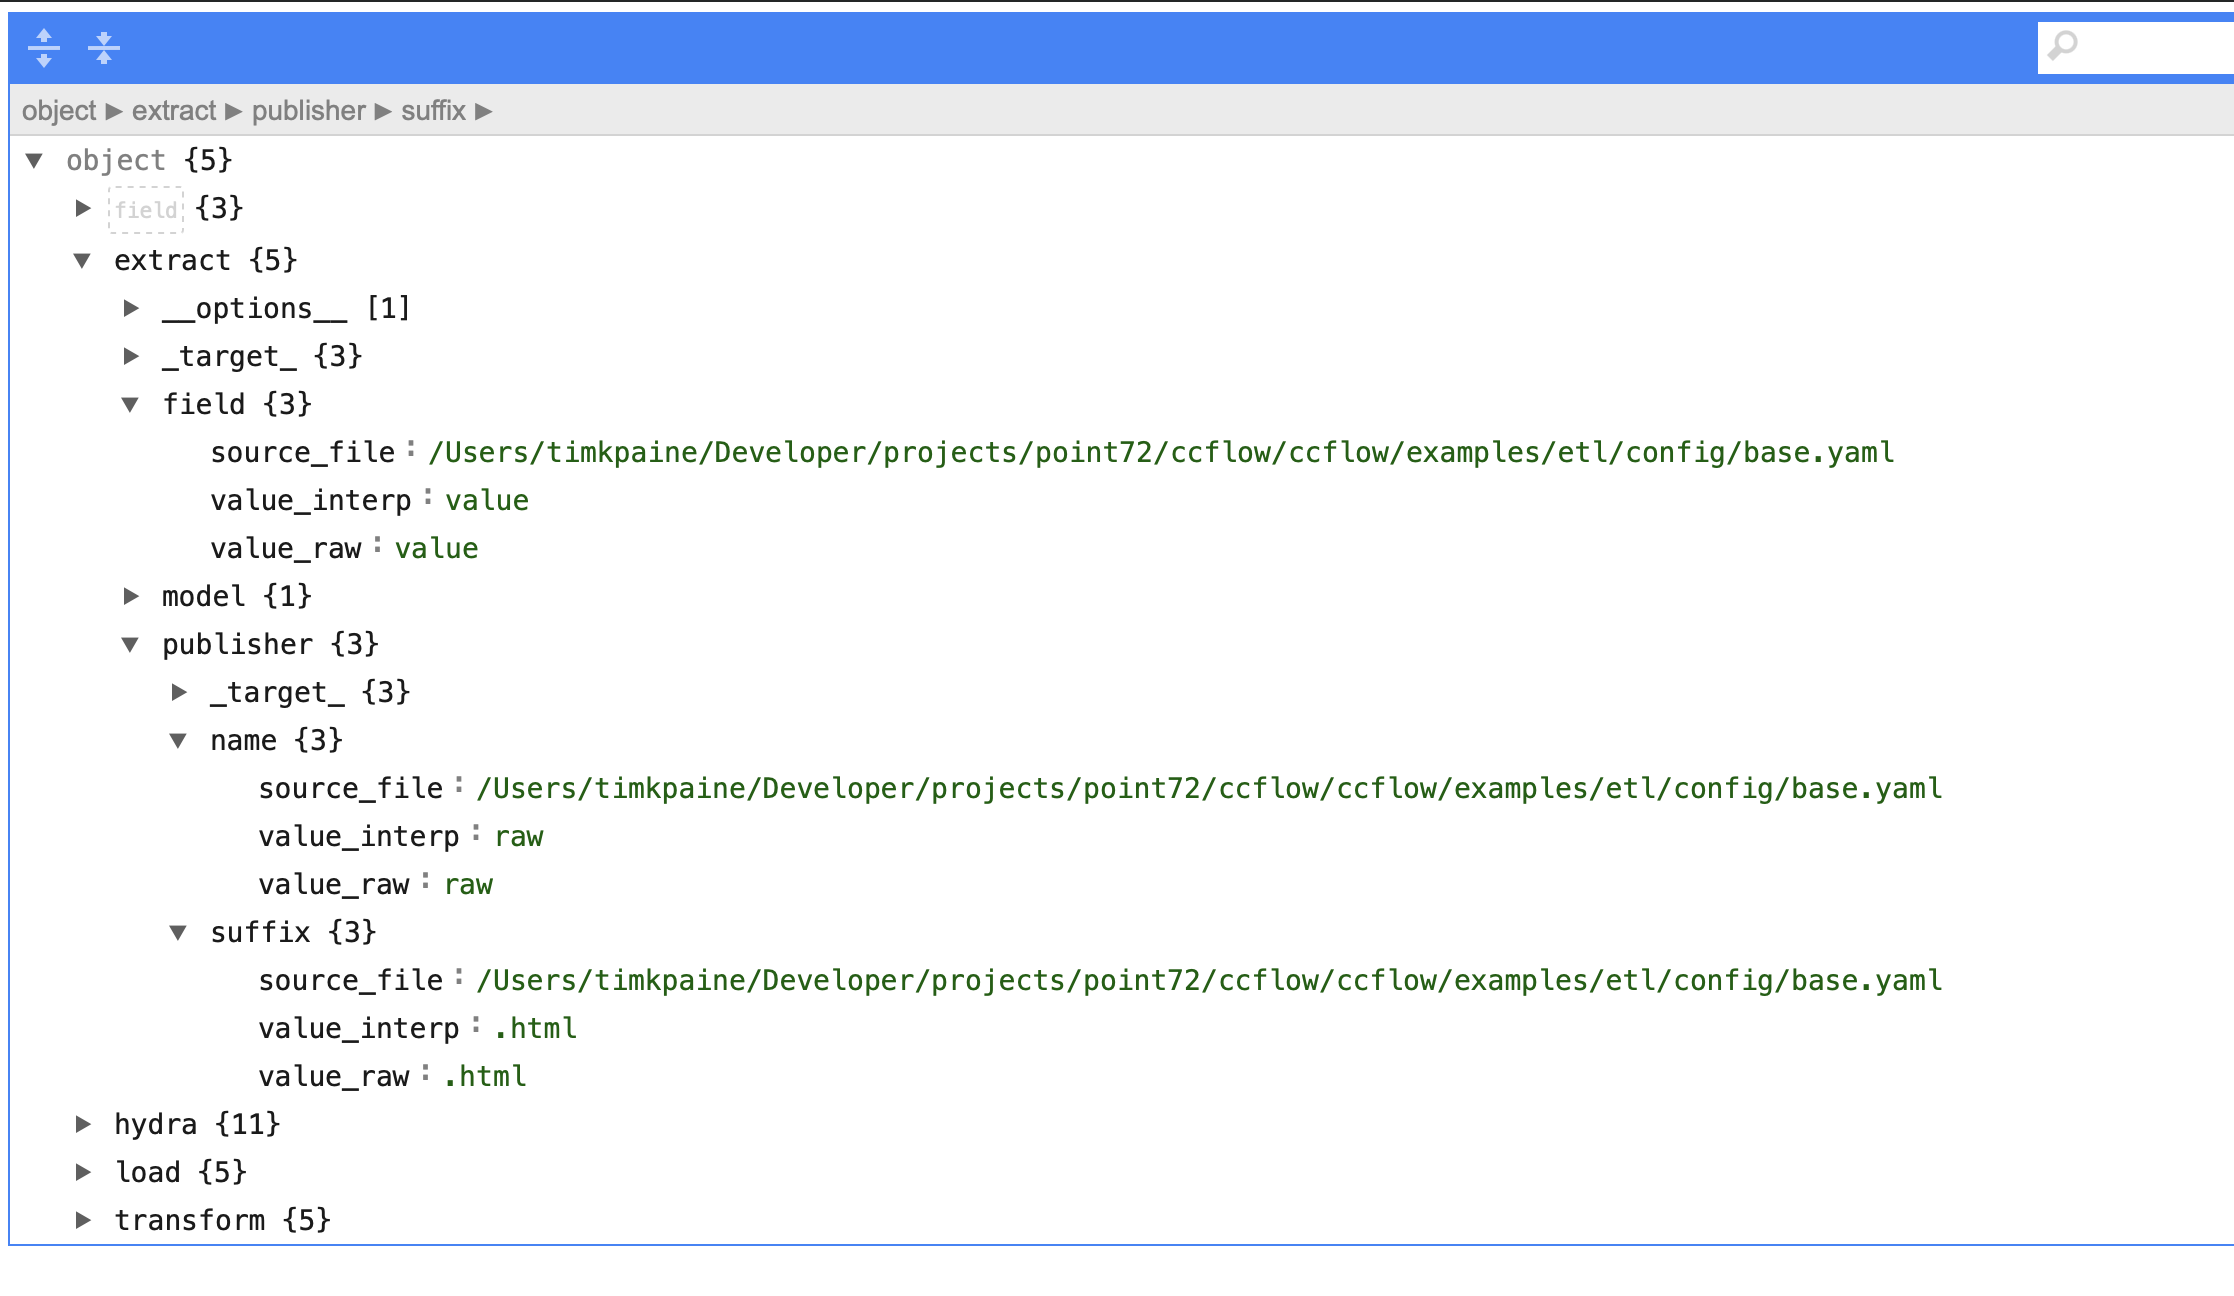 object ► extract ► publisher ► suffix ►
▼ object {5}
► field {3}
▼ extract {5}
► __options__ [1]
► _target_ {3}
▼ field {3}
source_file : /Users/timkpaine/Developer/projects/point72/ccflow/ccflow/examples/etl/config/base.yaml
value_interp : value
value_raw : value
► model {1}
▼ publisher {3}
► _target_ {3}
▼ name {3}
source_file : /Users/timkpaine/Developer/projects/point72/ccflow/ccflow/examples/etl/config/base.yaml
value_interp : raw
value_raw : raw
▼ suffix {3}
source_file : /Users/timkpaine/Developer/projects/point72/ccflow/ccflow/examples/etl/config/base.yaml
value_interp : .html
value_raw : .html
► hydra {11}
► load {5}
► transform {5}